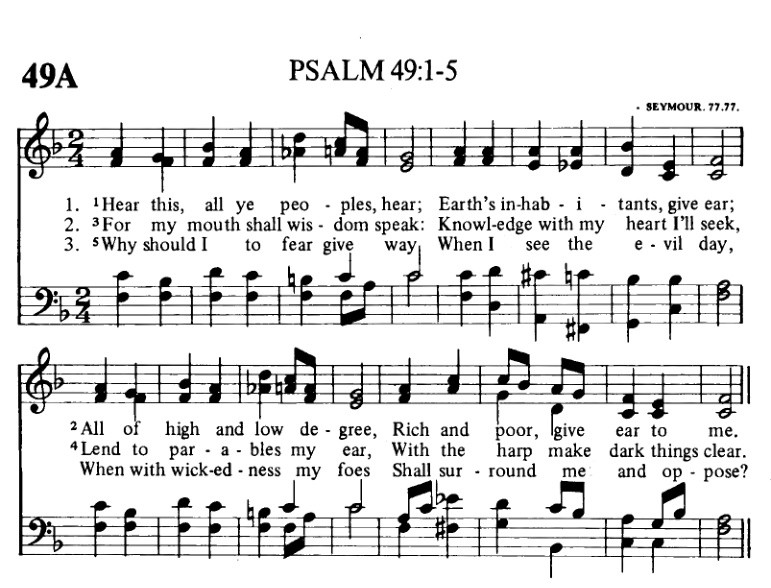 49A
PSALM 49:1-5
- SEYMOUR. 77.77.
2
4
1. ¹Hear this, all ye peo - ples, hear; Earth's in-hab - i - tants, give ear;
2. ³For my mouth shall wis - dom speak: Knowl-edge with my heart I'll seek,
3. ⁵Why should I to fear give way When I see the e - vil day,
2
4
²All of high and low de - gree, Rich and poor, give ear to me.
⁴Lend to par - a - bles my ear, With the harp make dark things clear.
When with wick-ed - ness my foes Shall sur - round me and op - pose?